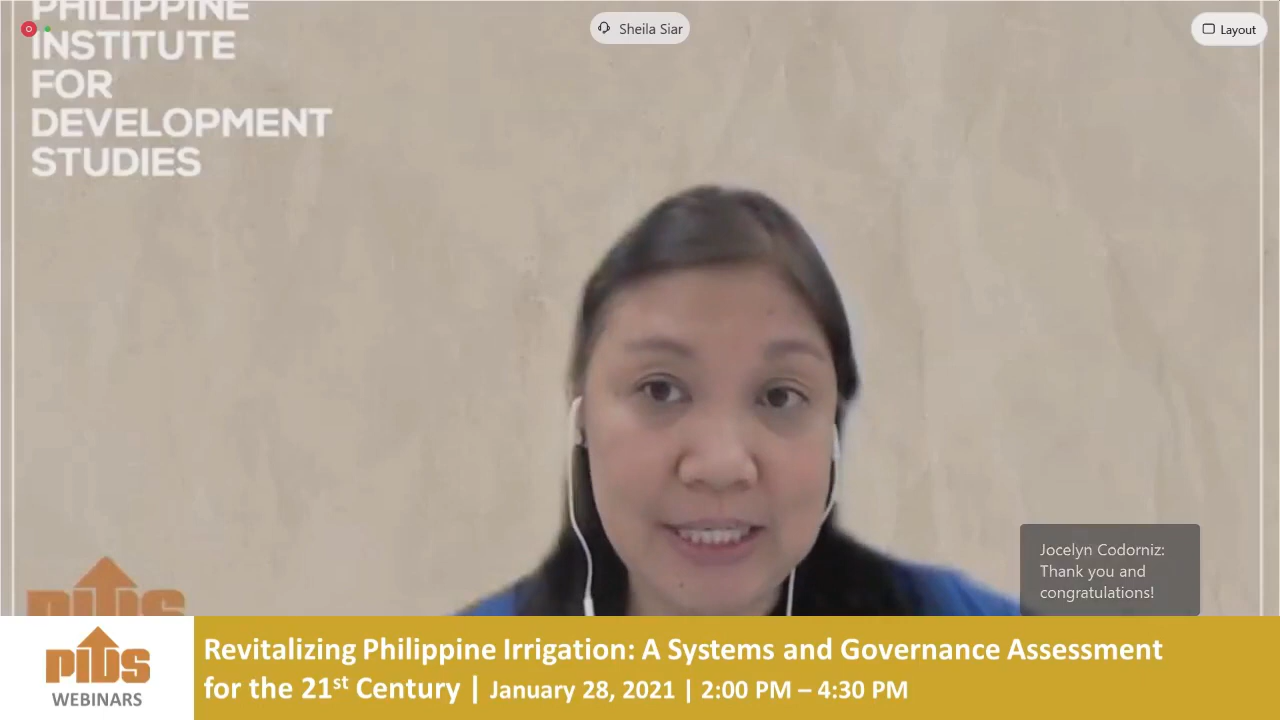 PHILIPPINE
INSTITUTE
FOR
DEVELOPMENT
STUDIES
Sheila Siar
Layout
Jocelyn Codorniz:
Thank you and
congratulations!
PIDS
PIDS
WEBINARS
Revitalizing Philippine Irrigation: A Systems and Governance Assessment
for the 21st Century | January 28, 2021 | 2:00 PM – 4:30 PM